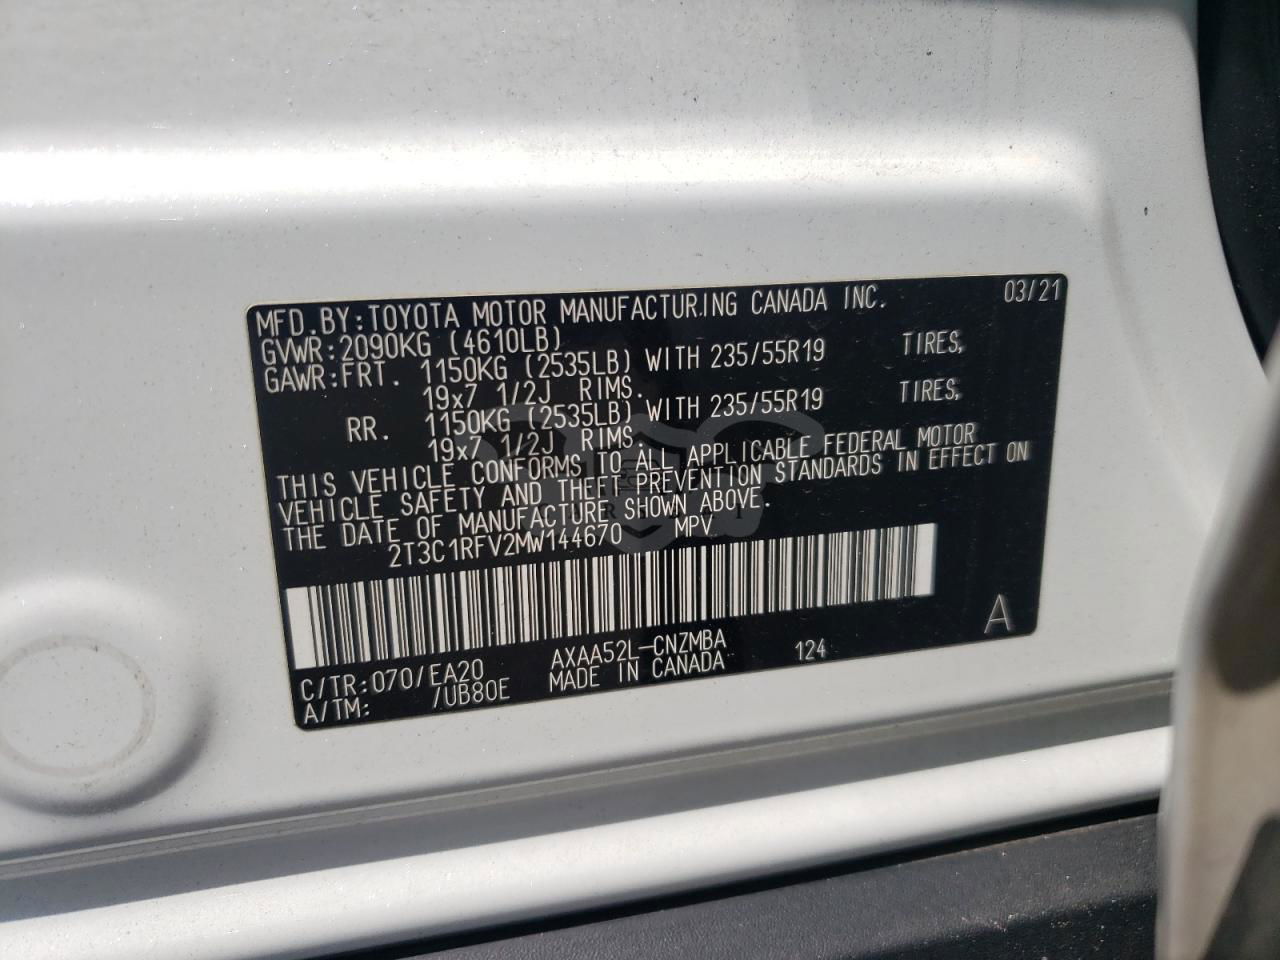 MFD.BY:TOYOTA MOTOR MANUFACTURING CANADA INC. 03/21
GVWR:2090KG (4610LB)
GAWR:FRT. 1150KG (2535LB) WITH 235/55R19 TIRES,
19x7 1/2J RIMS.
RR. 1150KG (2535LB) WITH 235/55R19 TIRES,
19x7 1/2J RIMS.
THIS VEHICLE CONFORMS TO ALL APPLICABLE FEDERAL MOTOR
VEHICLE SAFETY AND THEFT PREVENTION STANDARDS IN EFFECT ON
THE DATE OF MANUFACTURE SHOWN ABOVE.
2T3C1RFV2MW144670 MPV
C/TR:070/EA20 AXAA52L-CNZMBA 124 A
A/TM: /UB80E MADE IN CANADA